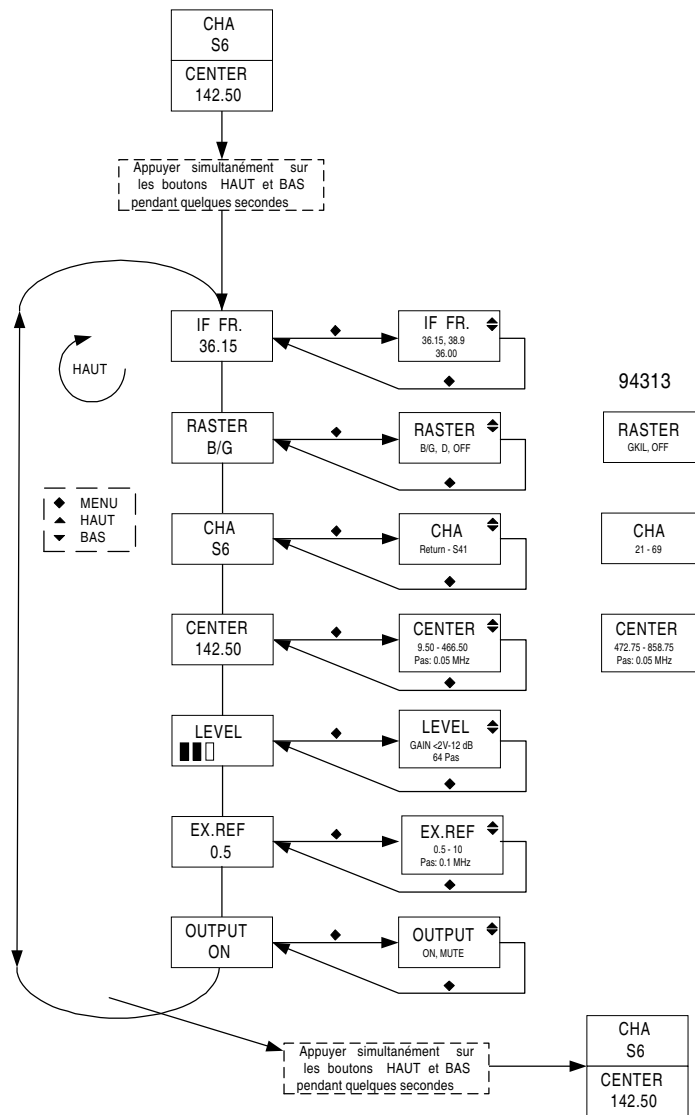 CHA
S6
CENTER
142.50
Appuyer simultanément sur
les boutons HAUT et BAS
pendant quelques secondes
IF FR.
36.15
IF FR.
36.15, 38.9
36.00
HAUT
94313
RASTER
B/G
RASTER
B/G, D, OFF
RASTER
GKIL, OFF
MENU
HAUT
BAS
CHA
S6
CHA
Return - S41
CHA
21 - 69
CENTER
142.50
CENTER
9.50 - 466.50
Pas: 0.05 MHz
CENTER
472.75 - 858.75
Pas: 0.05 MHz
LEVEL
LEVEL
GAIN <2V-12 dB
64 Pas
EX.REF
0.5
EX.REF
0.5 - 10
Pas: 0.1 MHz
OUTPUT
ON
OUTPUT
ON, MUTE
Appuyer simultanément sur
les boutons HAUT et BAS
pendant quelques secondes
CHA
S6
CENTER
142.50